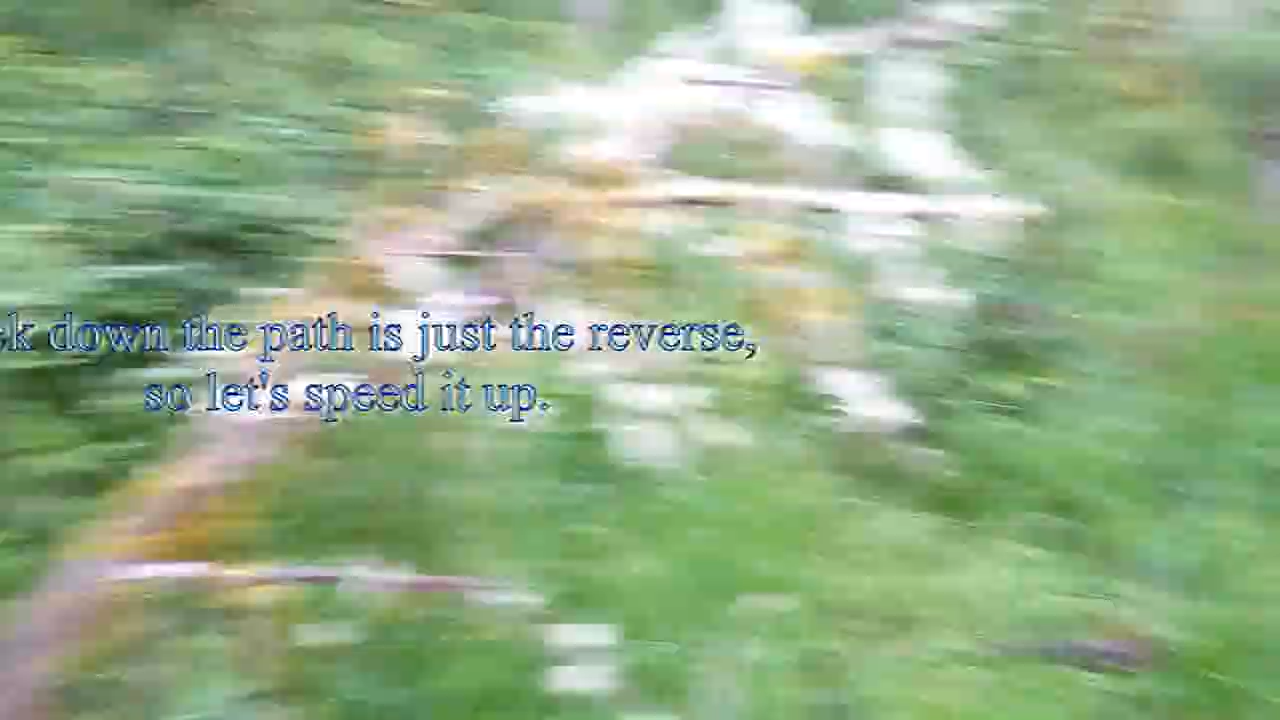 down the path is just the reverse,
so let's speed it up.